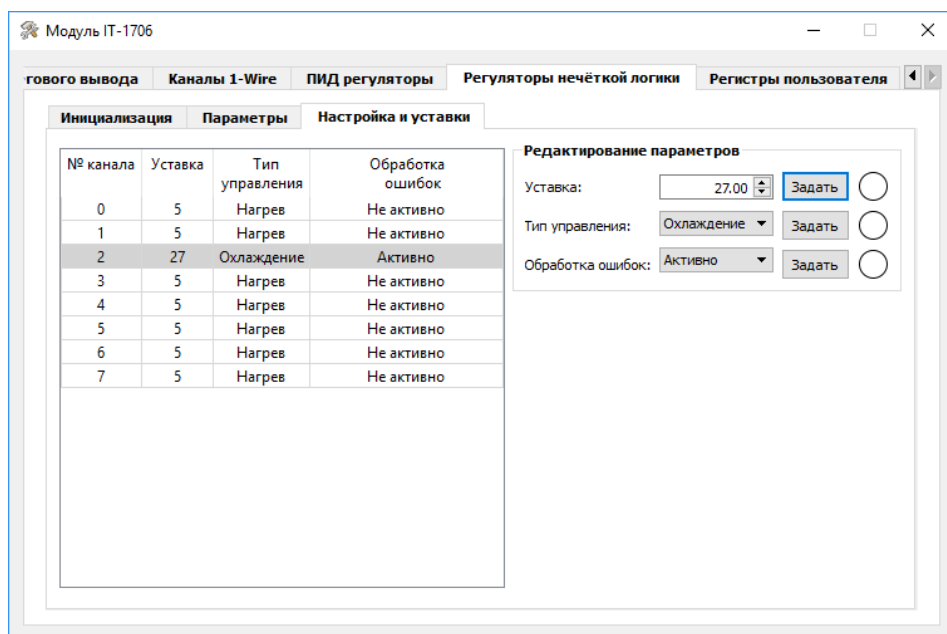 Модуль IT-1706
гового вывода Каналы 1-Wire ПИД регуляторы Регуляторы нечёткой логики Регистры пользователя
Инициализация Параметры Настройка и уставки
№ канала Уставка Тип управления Обработка ошибок
0 5 Нагрев Не активно
1 5 Нагрев Не активно
2 27 Охлаждение Активно
3 5 Нагрев Не активно
4 5 Нагрев Не активно
5 5 Нагрев Не активно
6 5 Нагрев Не активно
7 5 Нагрев Не активно
Редактирование параметров
Уставка: 27.00 Задать
Тип управления: Охлаждение Задать
Обработка ошибок: Активно Задать